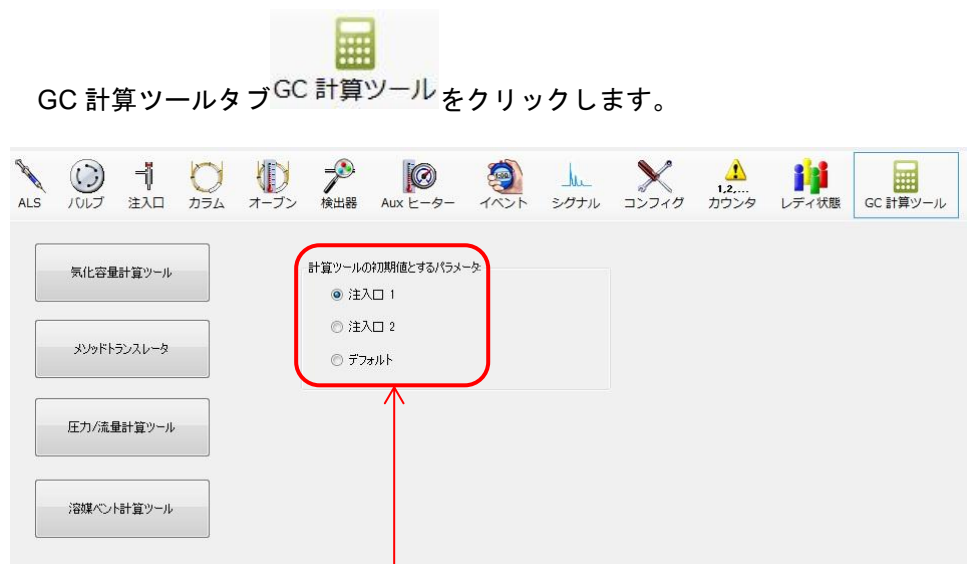 GC 計算ツールタブ GC 計算ツール をクリックします。
ALS バルブ 注入口 カラム オーブン 検出器 Aux ヒーター イベント シグナル コンフィグ 1,2,... カウンタ レディ状態 GC 計算ツール
気化容量計算ツール
計算ツールの初期値とするパラメータ
注入口 1
注入口 2
メソッドトランスレータ
デフォルト
圧力/流量計算ツール
溶媒ベント計算ツール